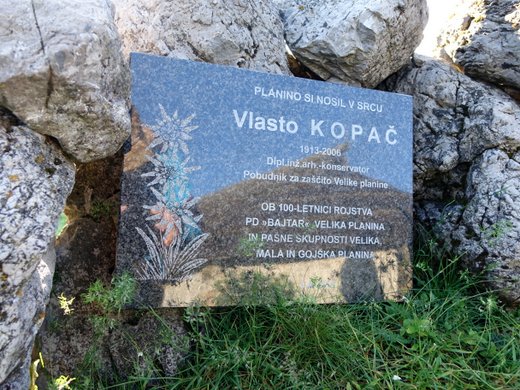 PLANINO SI NOSIL V SRCU
Vlasto KOPAČ
1913-2006
Dipl.inž.arh.-konservator
Pobudnik za zaščito Velike planine
OB 100-LETNICI ROJSTVA
PD »BAJTAR« VELIKA PLANINA
IN PAŠNE SKUPNOSTI VELIKA,
MALA IN GOJŠKA PLANINA